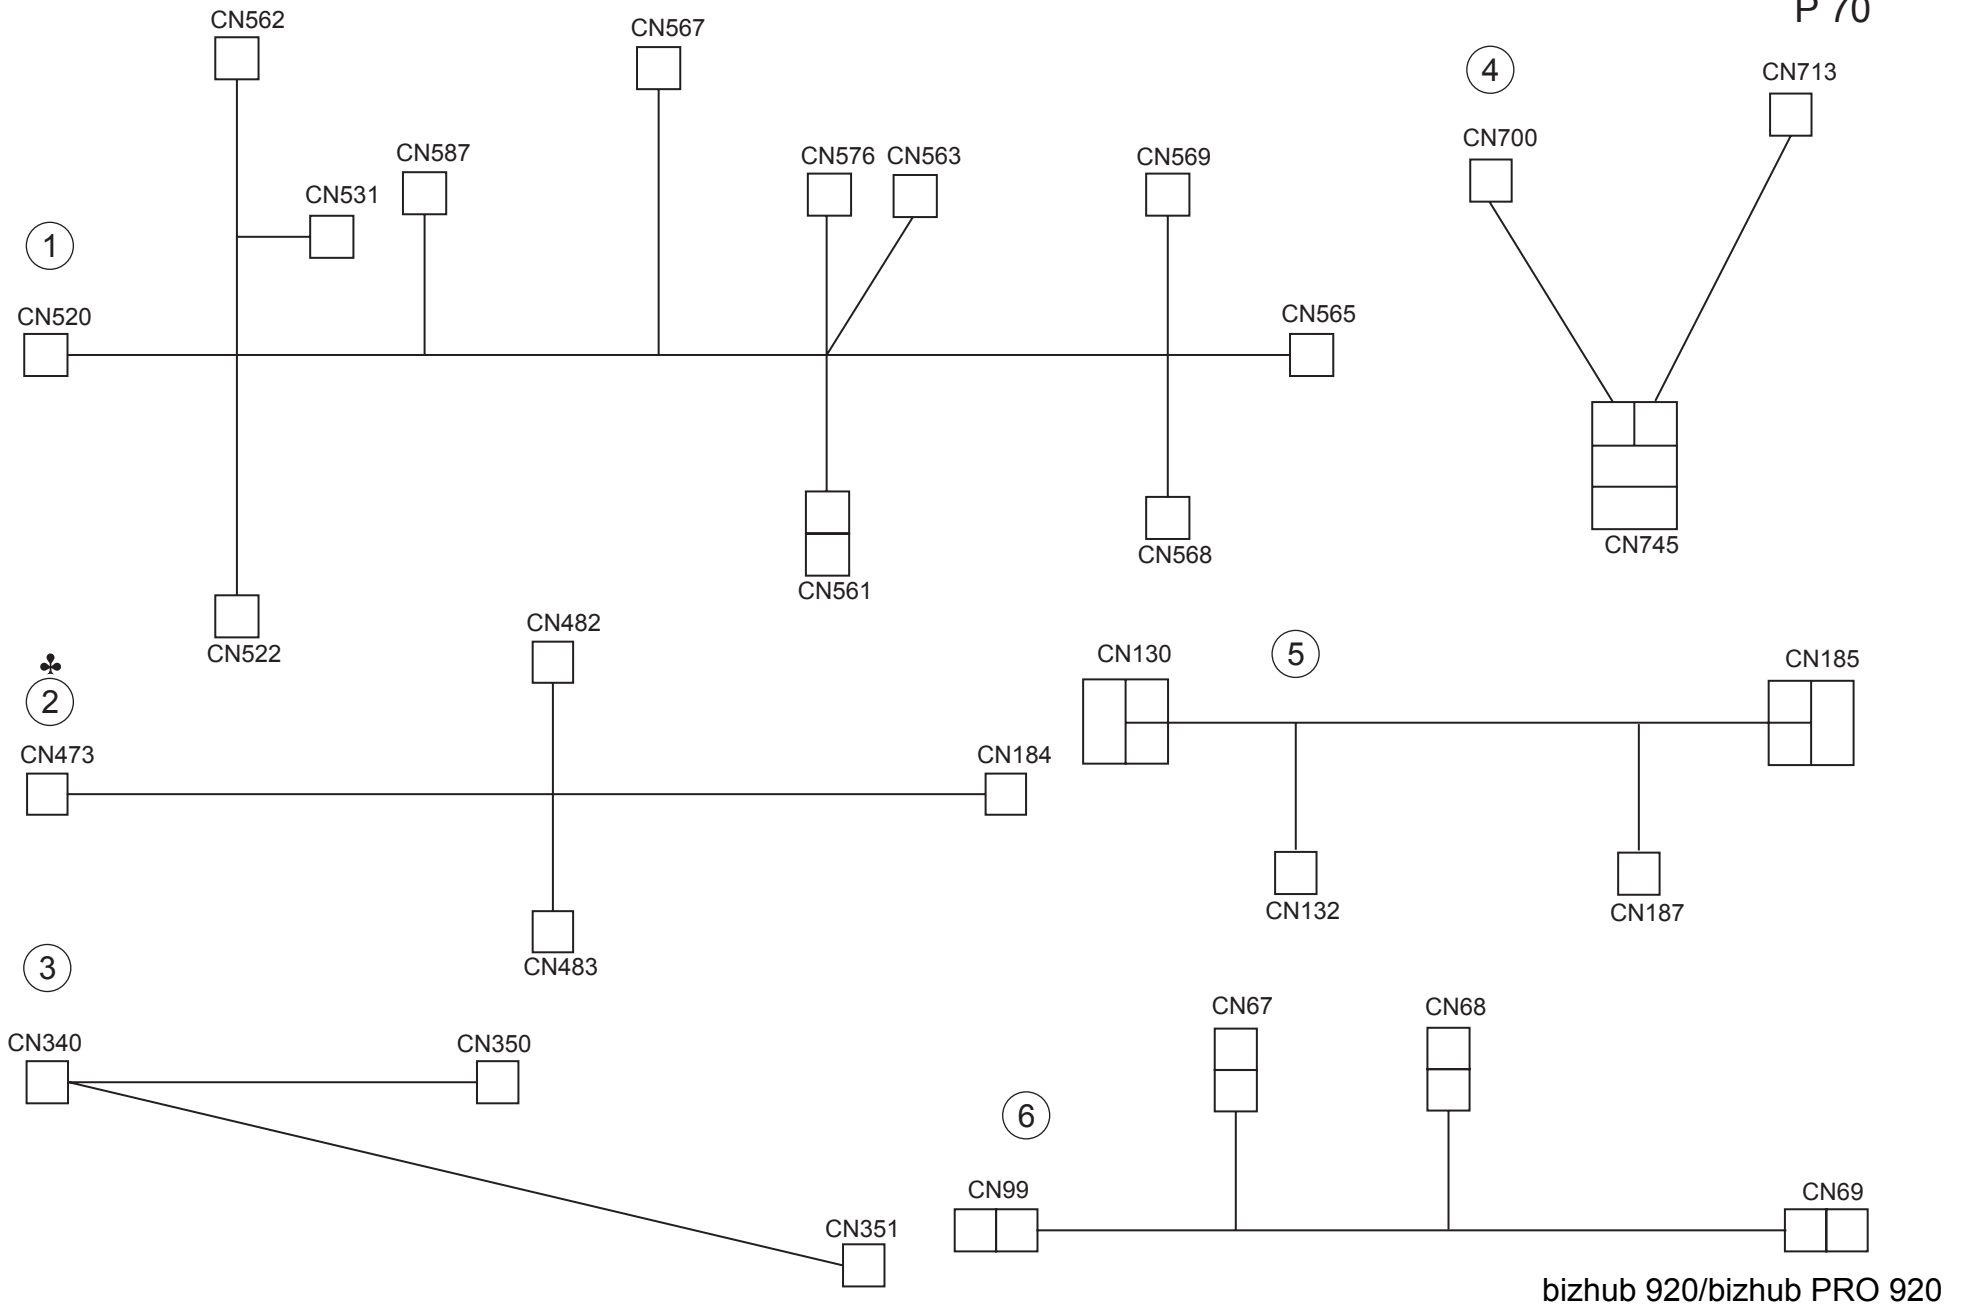 P 70
CN562
CN567
4
CN713
CN700
CN587
CN576
CN563
CN569
CN531
1
CN520
CN565
CN745
CN568
CN561
CN522
CN482
♣
2
CN130
5
CN185
CN473
CN184
CN132
CN187
CN483
3
CN340
CN350
CN67
CN68
6
CN99
CN69
CN351
bizhub 920/bizhub PRO 920